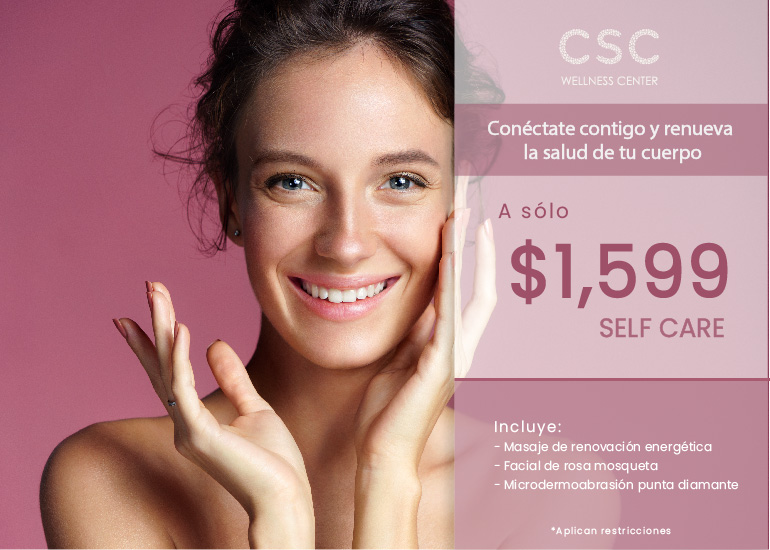 CSC
WELLNESS CENTER
Conéctate contigo y renueva
la salud de tu cuerpo
A sólo
$1,599
SELF CARE
Incluye:
- Masaje de renovación energética
- Facial de rosa mosqueta
- Microdermoabrasión punta diamante
*Aplican restricciones